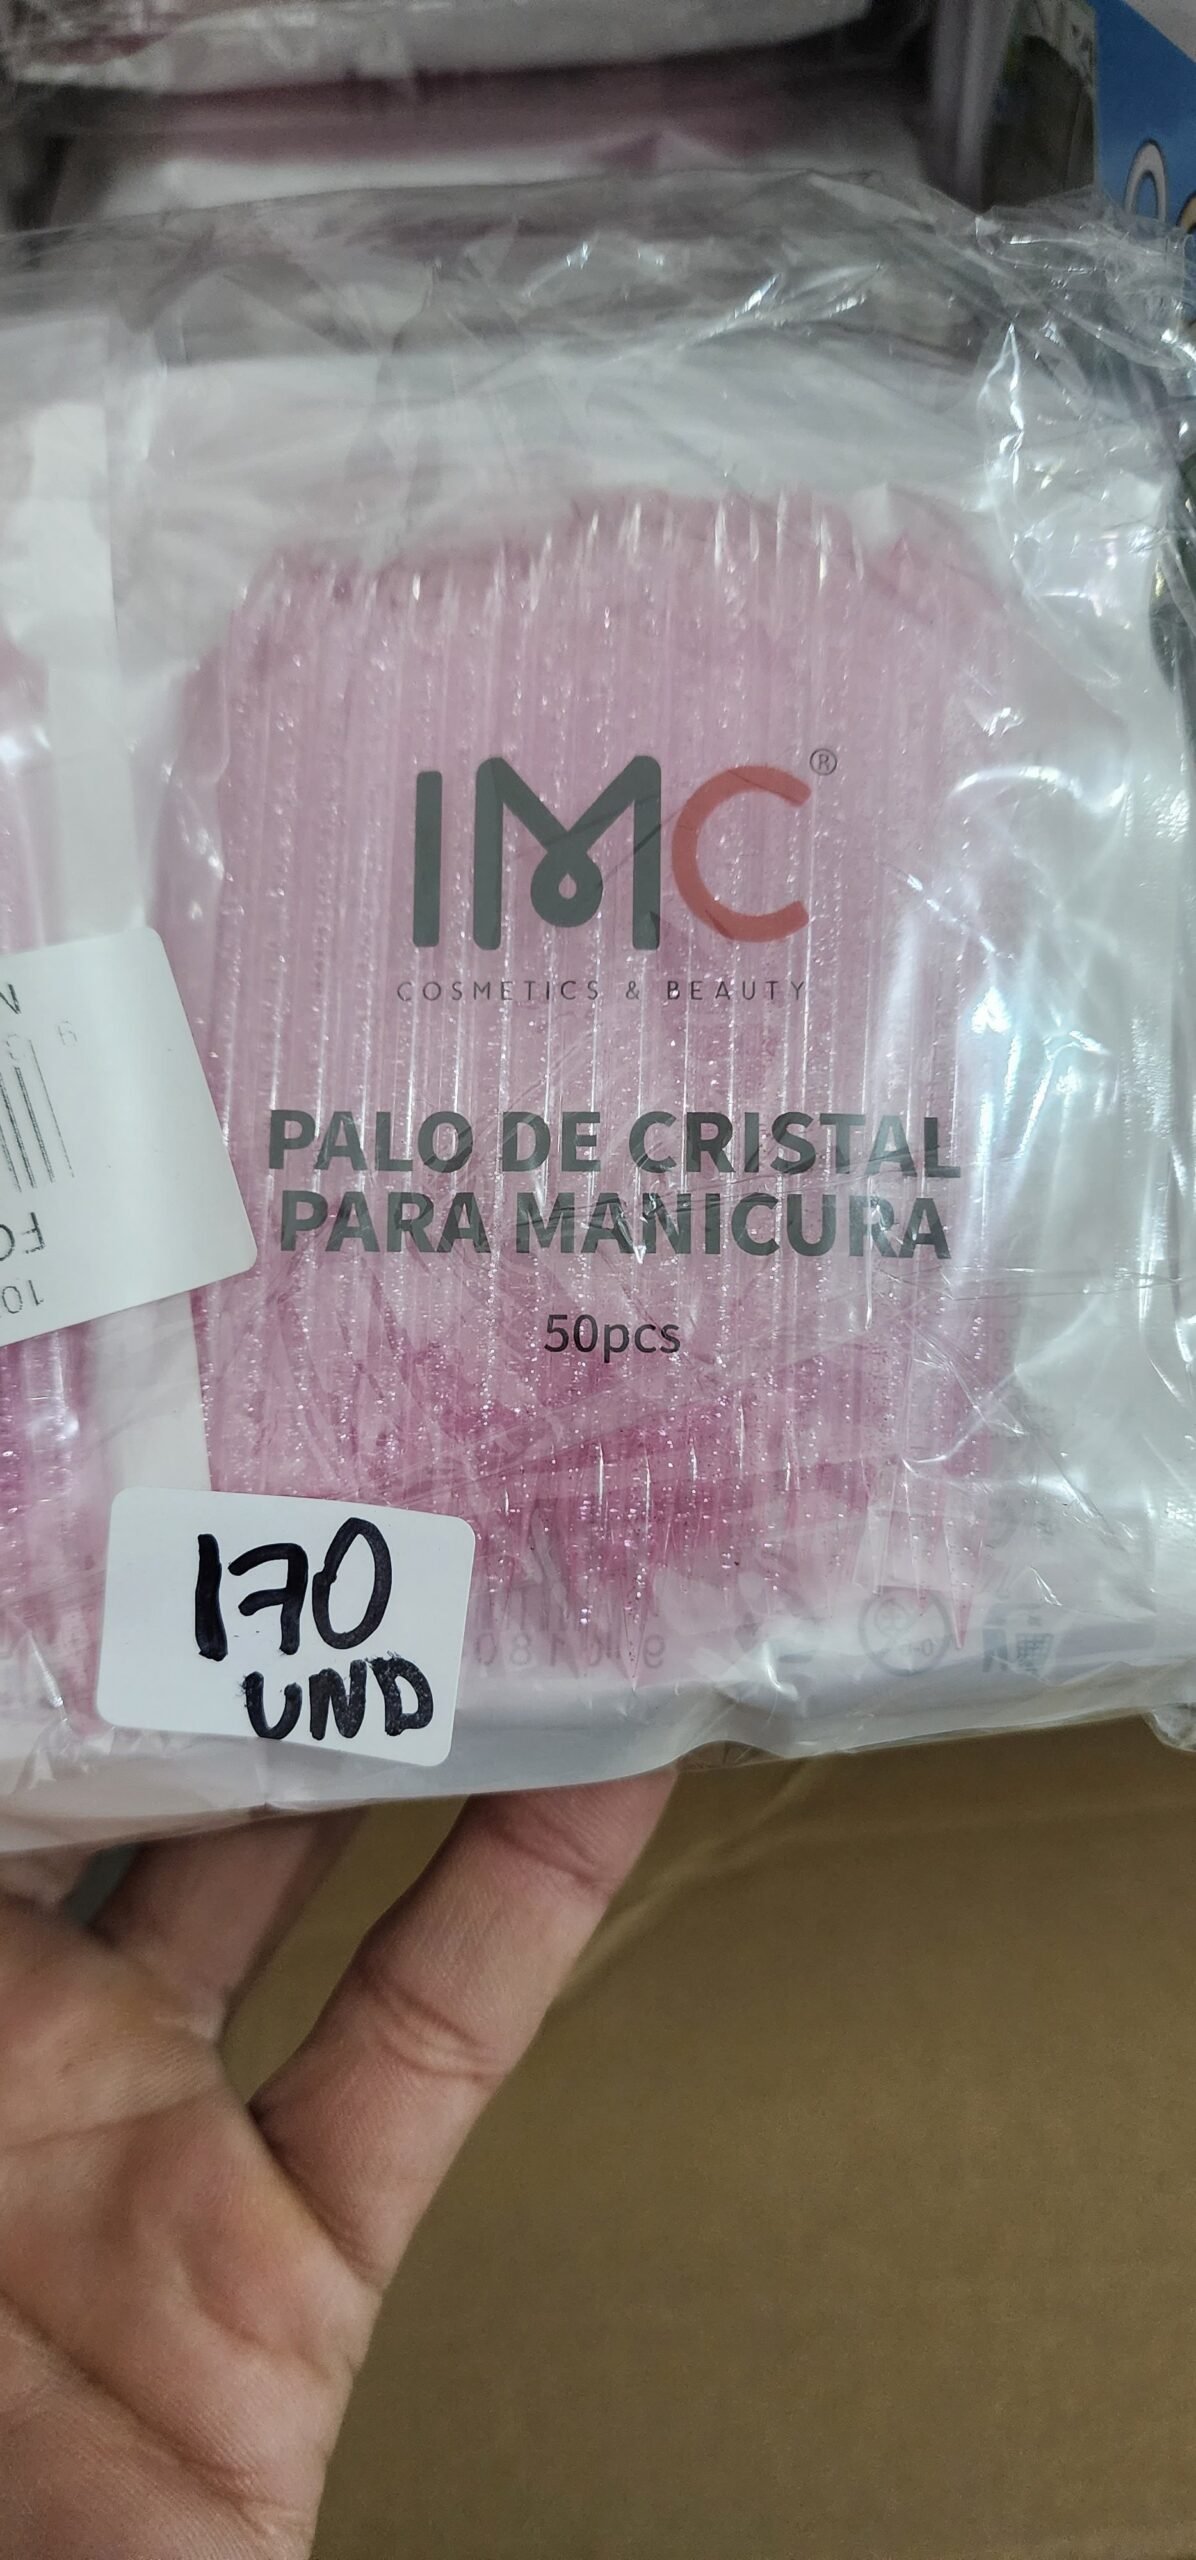 IMC®
COSMETICS & BEAUTY
PALO DE CRISTAL
PARA MANICURA
50pcs
170
UND